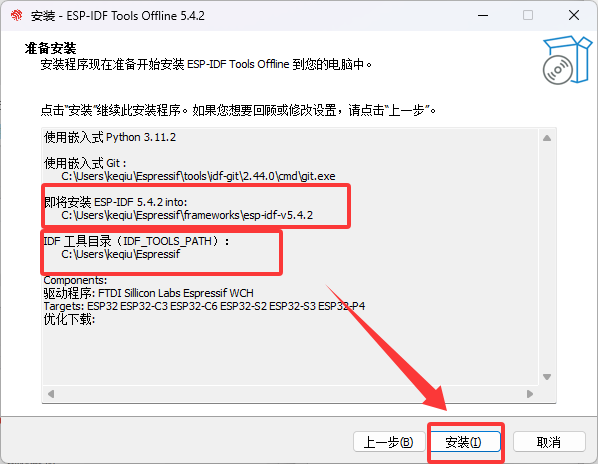 安装 - ESP-IDF Tools Offline 5.4.2
准备安装
安装程序现在准备开始安装 ESP-IDF Tools Offline 到您的电脑中。
点击“安装”继续此安装程序。如果您想要回顾或修改设置，请点击“上一步”。
使用嵌入式 Python 3.11.2
使用嵌入式 Git :
C:\Users\keqiu\Espressif\tools\idf-git\2.44.0\cmd\git.exe
即将安装 ESP-IDF 5.4.2 into:
C:\Users\keqiu\Espressif\frameworks\esp-idf-v5.4.2
IDF 工具目录（IDF_TOOLS_PATH）：
C:\Users\keqiu\Espressif
Components:
驱动程序: FTDI Sillicon Labs Espressif WCH
Targets: ESP32 ESP32-C3 ESP32-C6 ESP32-S2 ESP32-S3 ESP32-P4
优化下载:
上一步(B) 安装(I) 取消